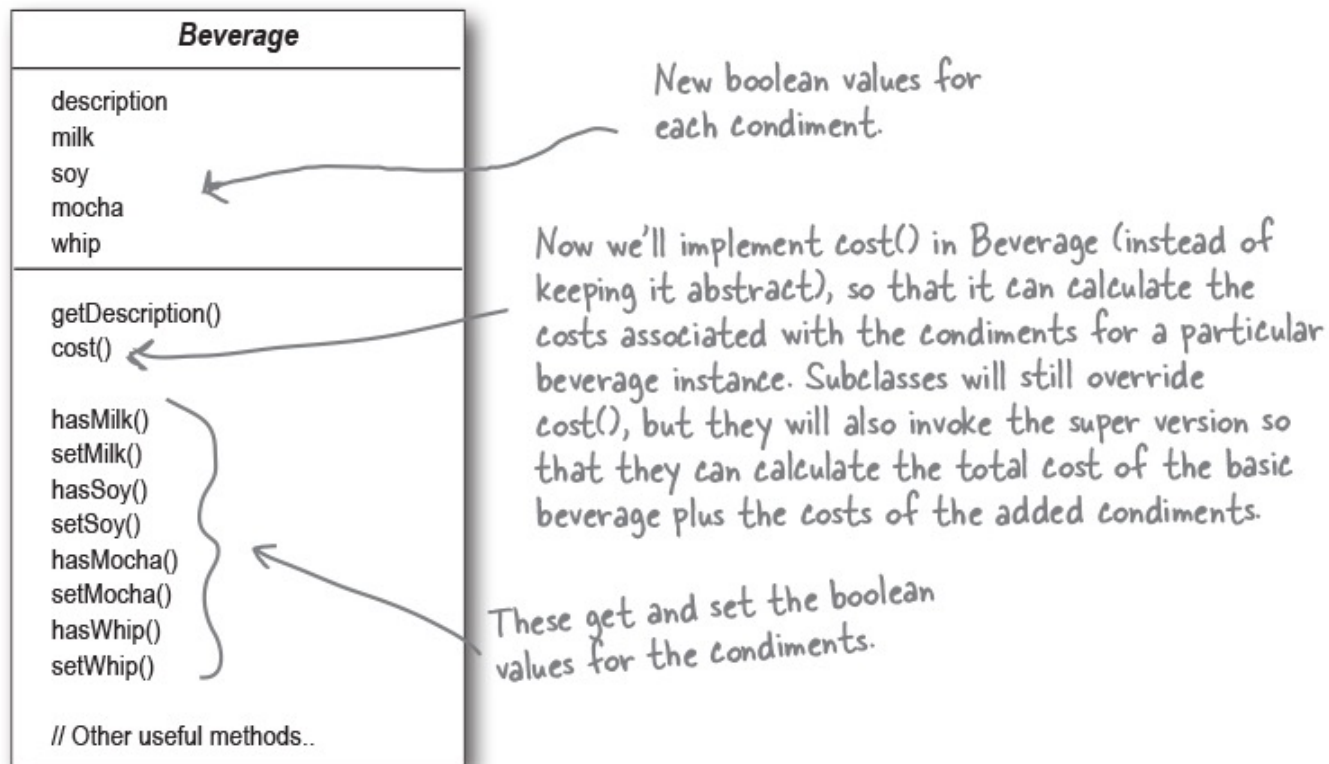 Beverage
description
milk
soy
mocha
whip
getDescription()
cost()
hasMilk()
setMilk()
hasSoy()
setSoy()
hasMocha()
setMocha()
hasWhip()
setWhip()
// Other useful methods..
New boolean values for
each condiment.
Now we'll implement cost() in Beverage (instead of
keeping it abstract), so that it can calculate the
costs associated with the condiments for a particular
beverage instance. Subclasses will still override
cost(), but they will also invoke the super version so
that they can calculate the total cost of the basic
beverage plus the costs of the added condiments.
These get and set the boolean
values for the condiments.